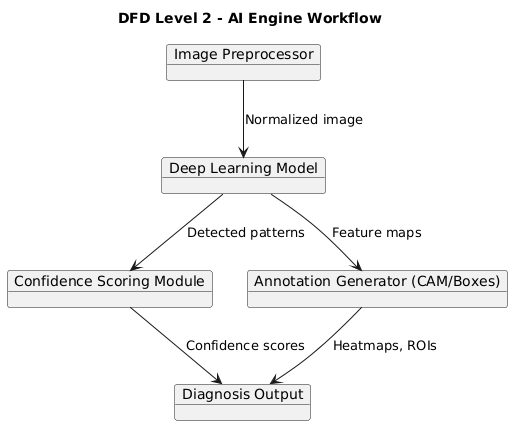 DFD Level 2 - AI Engine Workflow
Image Preprocessor
Normalized image
Deep Learning Model
Detected patterns
Feature maps
Confidence Scoring Module
Annotation Generator (CAM/Boxes)
Confidence scores
Heatmaps, ROIs
Diagnosis Output